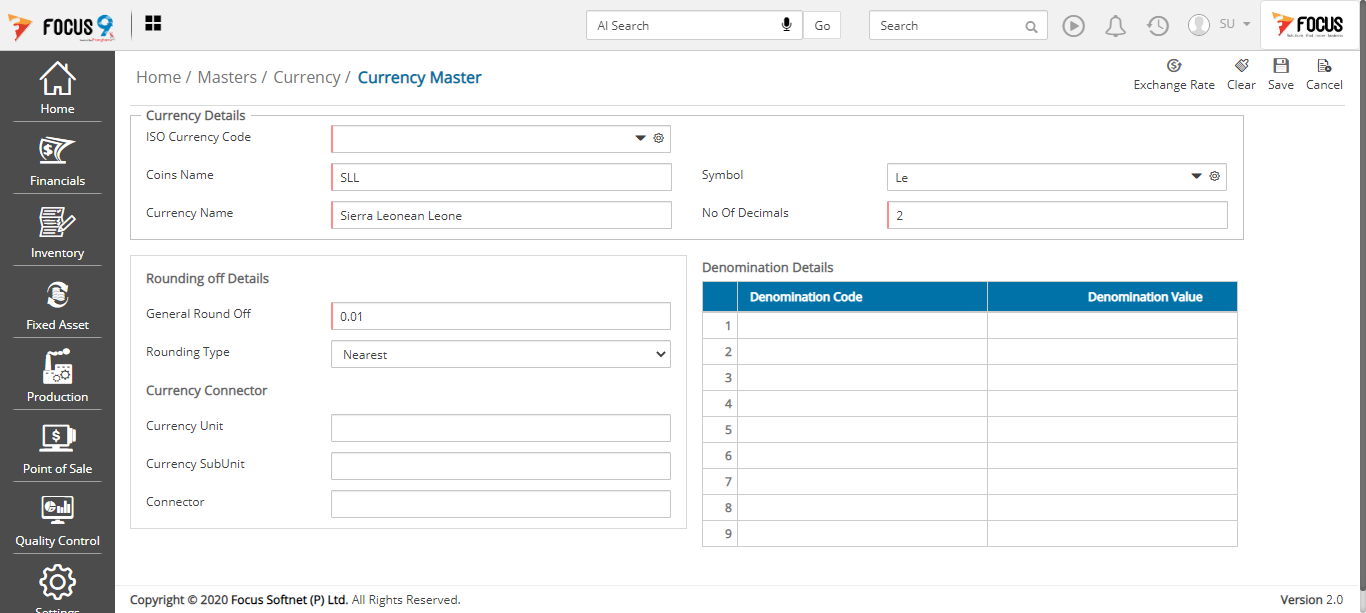 FOCUS 9
AI Search
Go
Search
SU
FOCUS
Home / Masters / Currency / Currency Master
Exchange Rate
Clear
Save
Cancel
Home
Financials
Inventory
Fixed Asset
Production
Point of Sale
Quality Control
Settings
Currency Details
ISO Currency Code
Coins Name
SLL
Symbol
Le
Currency Name
Sierra Leonean Leone
No Of Decimals
2
Rounding off Details
General Round Off
0.01
Rounding Type
Nearest
Currency Connector
Currency Unit
Currency SubUnit
Connector
Denomination Details
Denomination Code
Denomination Value
1
2
3
4
5
6
7
8
9
Copyright © 2020 Focus Softnet (P) Ltd. All Rights Reserved.
Version 2.0